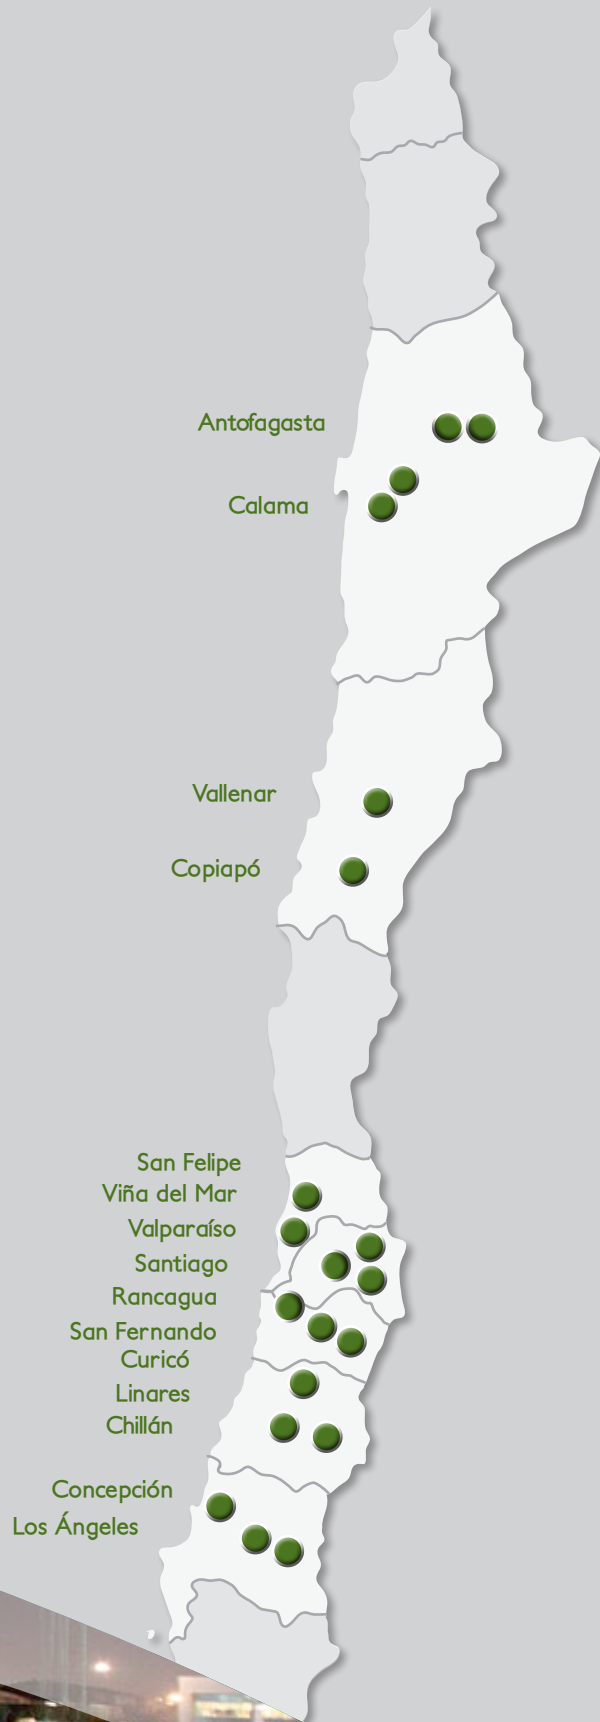 Antofagasta
Calama
Vallenar
Copiapó
San Felipe
Viña del Mar
Valparaíso
Santiago
Rancagua
San Fernando
Curicó
Linares
Chillán
Concepción
Los Ángeles